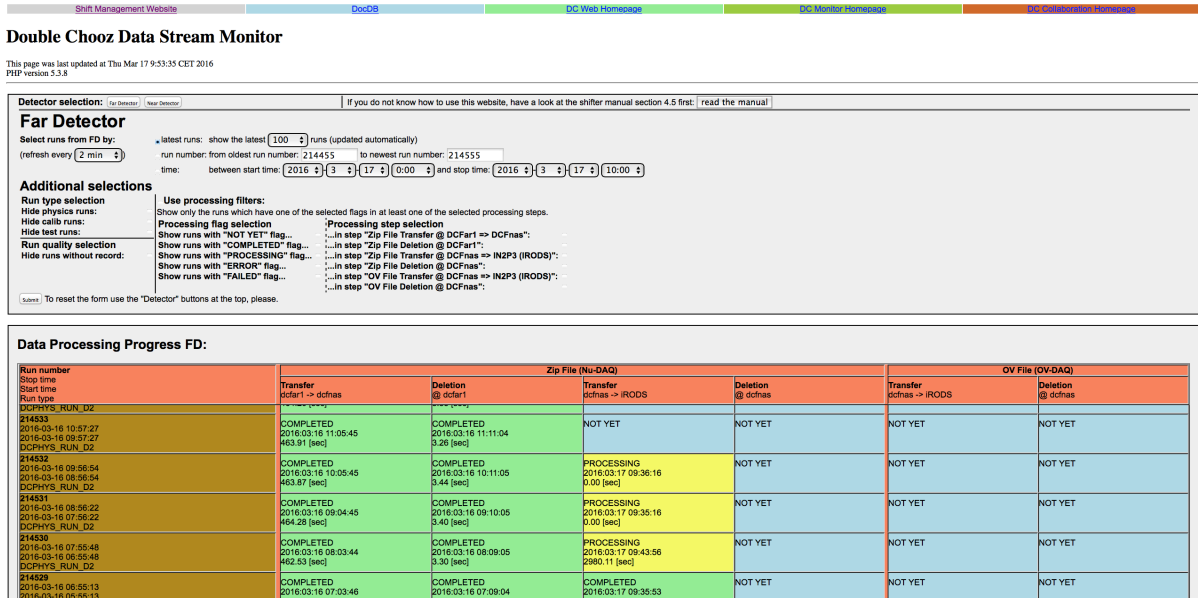 Shift Management Website DocDB DC Web Homepage DC Monitor Homepage DC Collaboration Homepage
Double Chooz Data Stream Monitor
This page was last updated at Thu Mar 17 9:53:35 CET 2016
PHP version 5.3.8
Detector selection: Far Detector Near Detector If you do not know how to use this website, have a look at the shifter manual section 4.5 first: read the manual
Far Detector
Select runs from FD by: latest runs: show the latest 100 runs (updated automatically)
(refresh every 2 min ) run number: from oldest run number: 214455 to newest run number: 214555
time: between start time: 2016 - 3 - 17 0:00 and stop time: 2016 - 3 - 17 10:00
Additional selections
Run type selection Use processing filters:
Hide physics runs: Show only the runs which have one of the selected flags in at least one of the selected processing steps.
Hide calib runs: Processing flag selection Processing step selection
Hide test runs: Show runs with "NOT YET" flag... ...in step "Zip File Transfer @ DCFar1 => DCFnas":
Run quality selection Show runs with "COMPLETED" flag... ...in step "Zip File Deletion @ DCFar1":
Hide runs without record: Show runs with "PROCESSING" flag... ...in step "Zip File Transfer @ DCFnas => IN2P3 (IRODS)":
Show runs with "ERROR" flag... ...in step "Zip File Deletion @ DCFnas":
Show runs with "FAILED" flag... ...in step "OV File Transfer @ DCFnas => IN2P3 (IRODS)":
...in step "OV File Deletion @ DCFnas":
Submit To reset the form use the "Detector" buttons at the top, please.
Data Processing Progress FD:
Run number Zip File (Nu-DAQ) OV File (OV-DAQ)
Stop time
Start time
Run type
Transfer Deletion Transfer Deletion Transfer Deletion
dcfar1 -> dcfnas @ dcfar1 dcfnas -> iRODS @ dcfnas dcfnas -> iRODS @ dcfnas
DCPHYS_RUN_D2
214533
2016-03-16 10:57:27
2016-03-16 09:57:27
DCPHYS_RUN_D2
COMPLETED COMPLETED NOT YET NOT YET NOT YET NOT YET
2016:03:16 11:05:45 2016:03:16 11:11:04
463.91 [sec] 3.26 [sec]
214532
2016-03-16 09:56:54
2016-03-16 08:56:54
DCPHYS_RUN_D2
COMPLETED COMPLETED PROCESSING NOT YET NOT YET NOT YET
2016:03:16 10:05:45 2016:03:16 10:11:05 2016:03:17 09:36:16
463.87 [sec] 3.44 [sec] 0.00 [sec]
214531
2016-03-16 08:56:22
2016-03-16 07:56:22
DCPHYS_RUN_D2
COMPLETED COMPLETED PROCESSING NOT YET NOT YET NOT YET
2016:03:16 09:04:45 2016:03:16 09:10:05 2016:03:17 09:35:16
464.28 [sec] 3.40 [sec] 0.00 [sec]
214530
2016-03-16 07:55:48
2016-03-16 06:55:48
DCPHYS_RUN_D2
COMPLETED COMPLETED PROCESSING NOT YET NOT YET NOT YET
2016:03:16 08:03:44 2016:03:16 08:09:05 2016:03:17 09:43:56
462.53 [sec] 3.30 [sec] 2980.11 [sec]
214529
2016-03-16 06:55:13
2016-03-16 05:55:13
COMPLETED COMPLETED COMPLETED NOT YET NOT YET NOT YET
2016:03:16 07:03:46 2016:03:16 07:09:04 2016:03:17 09:35:53